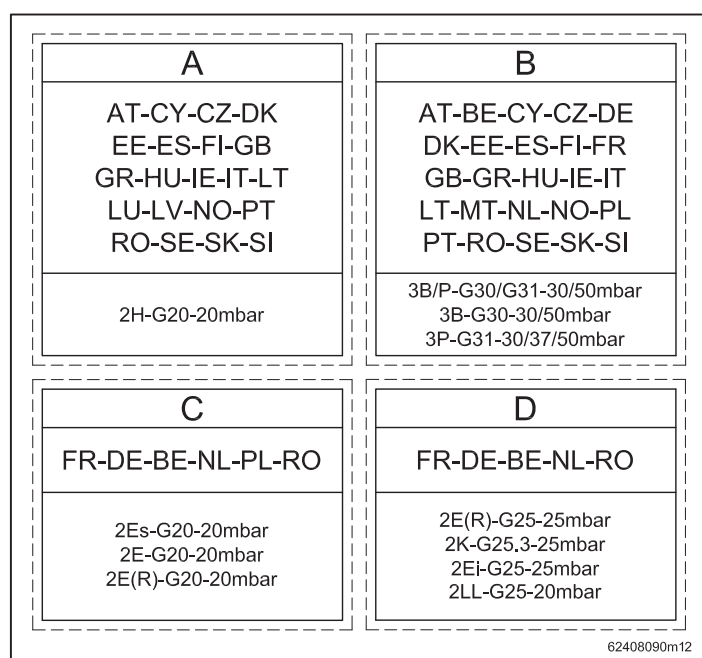 A
AT-CY-CZ-DK
EE-ES-FI-GB
GR-HU-IE-IT-LT
LU-LV-NO-PT
RO-SE-SK-SI
2H-G20-20mbar
B
AT-BE-CY-CZ-DE
DK-EE-ES-FI-FR
GB-GR-HU-IE-IT
LT-MT-NL-NO-PL
PT-RO-SE-SK-SI
3B/P-G30/G31-30/50mbar
3B-G30-30/50mbar
3P-G31-30/37/50mbar
C
FR-DE-BE-NL-PL-RO
2Es-G20-20mbar
2E-G20-20mbar
2E(R)-G20-20mbar
D
FR-DE-BE-NL-RO
2E(R)-G25-25mbar
2K-G25.3-25mbar
2Ei-G25-25mbar
2LL-G25-20mbar
62408090m12